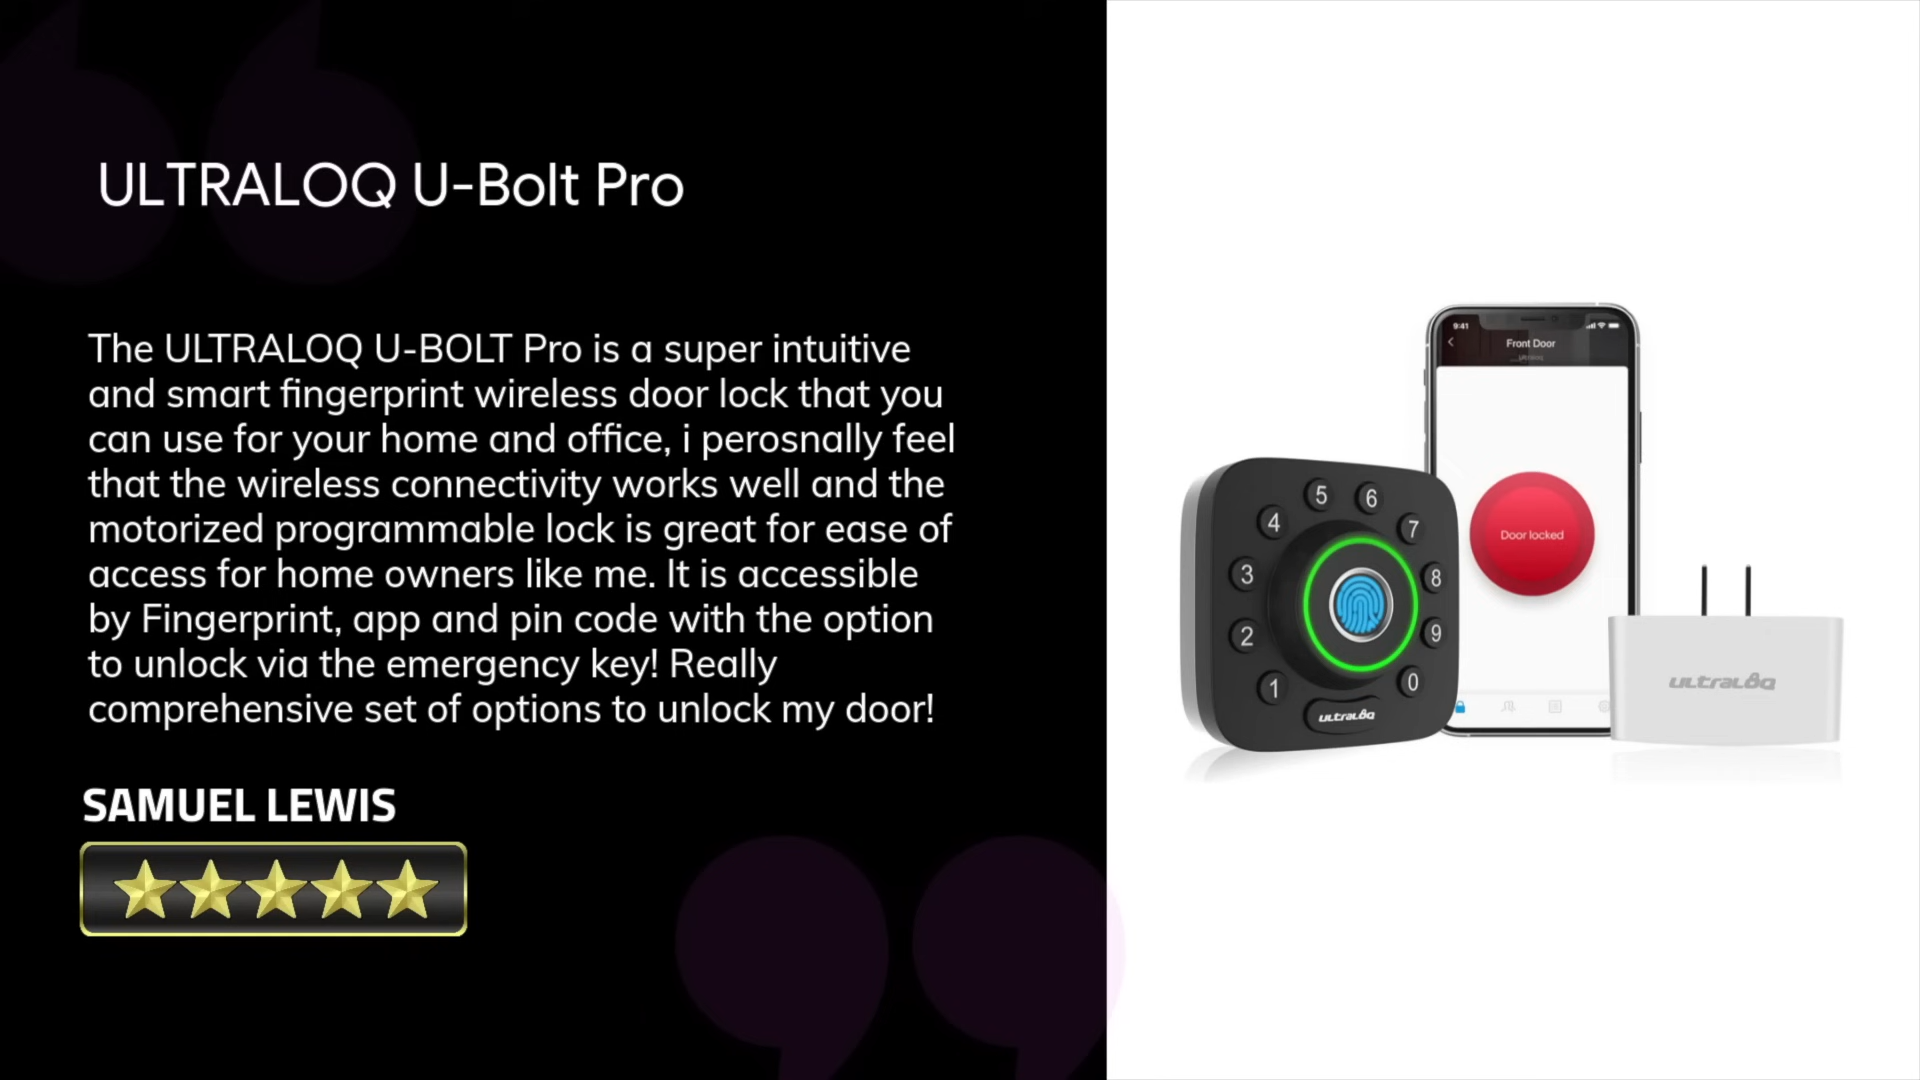 ULTRALOQ U-Bolt Pro
The ULTRALOQ U-BOLT Pro is a super intuitive
and smart fingerprint wireless door lock that you
can use for your home and office, i perosnally feel
that the wireless connectivity works well and the
motorized programmable lock is great for ease of
access for home owners like me. It is accessible
by Fingerprint, app and pin code with the option
to unlock via the emergency key! Really
comprehensive set of options to unlock my door!
SAMUEL LEWIS
9:41
Front Door
Door locked
5 6
4 7
3 8
2 9
1 0
ULTRALOQ
ULTRALOQ